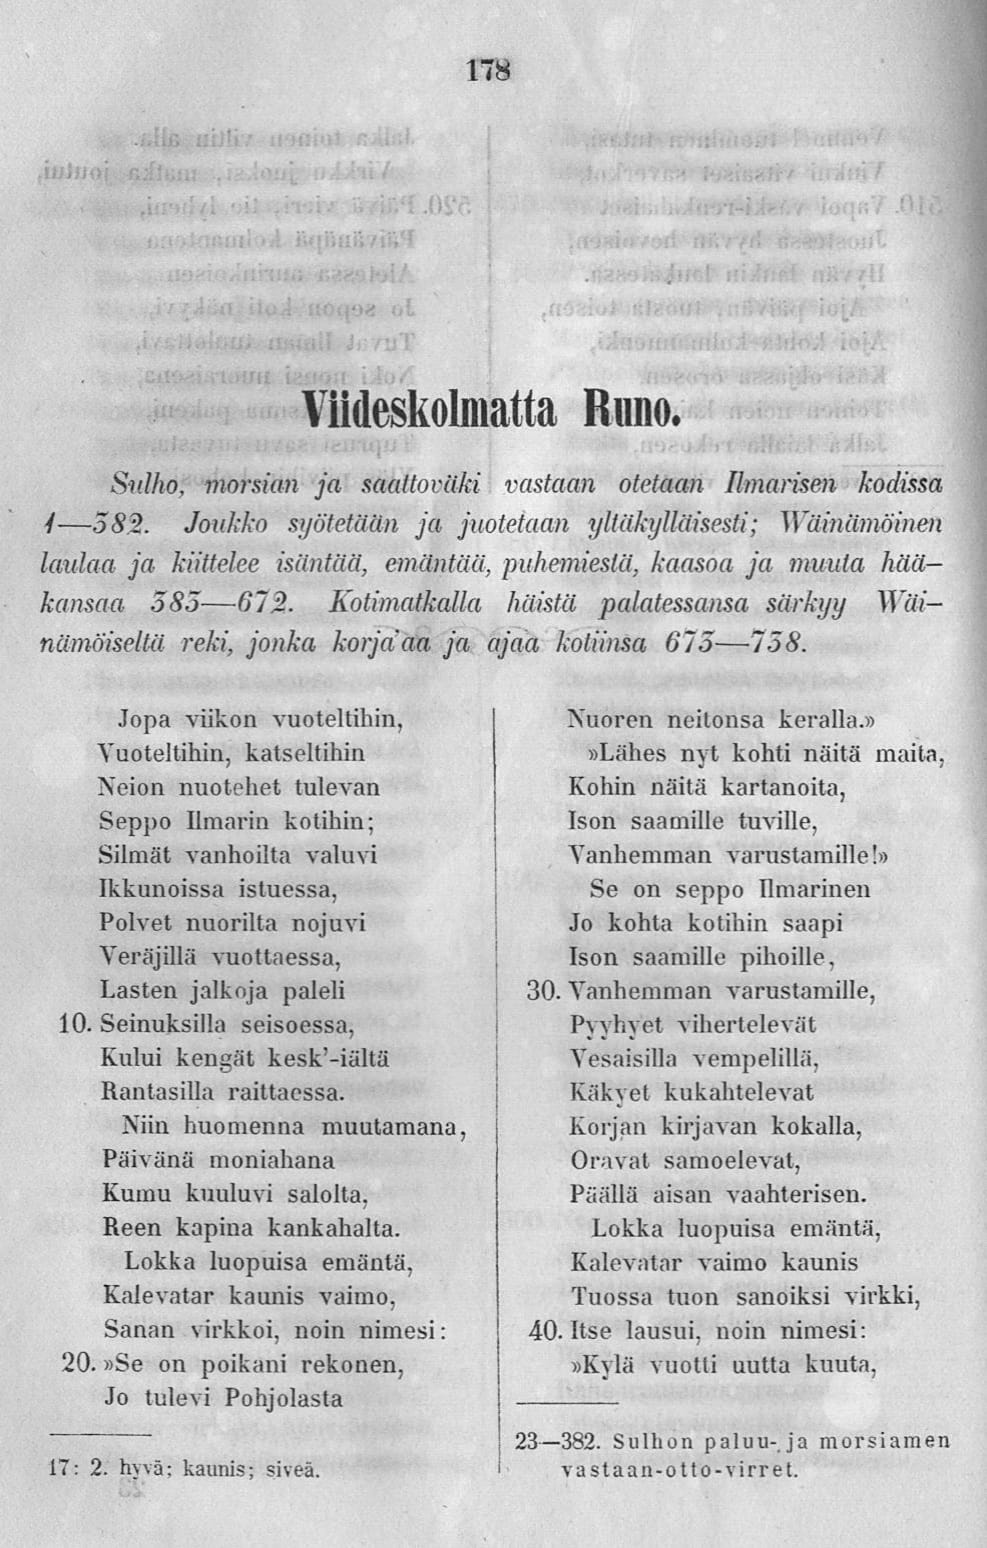 178
Viideskolmatta Runo.
Sulho, morsian ja saattoväki vastaan otetaan Ilmarisen kodissa
1—382. Joukko syötetään ja juotetaan yltäkylläisesti; Wäinämöinen
laulaa ja kiittelee isäntää, emäntää, puhemiestä, kaasoa ja muuta hää-
kansaa 383—672. Kotimatkalla häistä palatessansa särkyy Wäi-
nämöiseltä reki, jonka korja'aa ja ajaa kotiinsa 673—738.
Jopa viikon vuoteltihin,
Vuoteltihin, katseltihin
Neion nuotehet tulevan
Seppo Ilmarin kotihin;
Silmät vanhoilta valuvi
Ikkunoissa istuessa,
Polvet nuorilta nojuvi
Veräjillä vuottaessa,
Lasten jalkoja paleli
10. Seinuksilla seisoessa,
Kului kengät kesk'-iältä
Rantasilla raittaessa.
Niin huomenna muutamana,
Päivänä moniahana
Kumu kuuluvi salolta,
Reen kapina kankahalta.
Lokka luopuisa emäntä,
Kalevatar kaunis vaimo,
Sanan virkkoi, noin nimesi:
20. »Se on poikani rekonen,
Jo tulevi Pohjolasta
17: 2. hyvä; kaunis; siveä.
Nuoren neitonsa keralla.»
»Lähes nyt kohti näitä maita,
Kohin näitä kartanoita,
Ison saamille tuville,
Vanhemman varustamille!»
Se on seppo Ilmarinen
Jo kohta kotihin saapi
Ison saamille pihoille,
30. Vanhemman varustamille,
Pyyhyet vihertelevät
Vesaisilla vempelillä,
Käkyet kukahtelevat
Korjan kirjavan kokalla,
Oravat samoelevat,
Päällä aisan vaahterisen.
Lokka luopuisa emäntä,
Kalevatar vaimo kaunis
Tuossa tuon sanoiksi virkki,
40. Itse lausui, noin nimesi:
»Kylä vuotti uutta kuuta,
23—382. Sulhon paluu- ja morsiamen
vastaan-otto-virret.